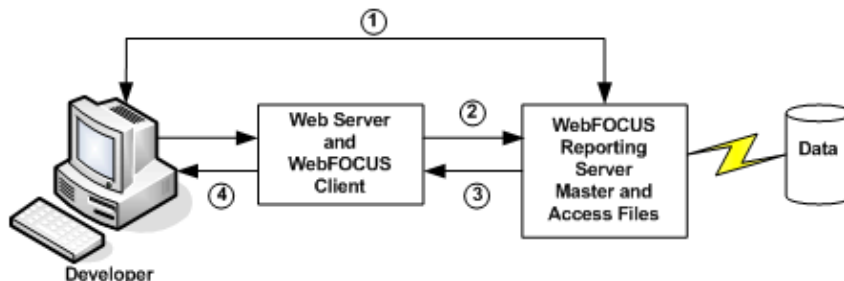 1
Web Server
and
WebFOCUS
Client
2
WebFOCUS
Reporting
Server
Master and
Access Files
Data
4
3
Developer